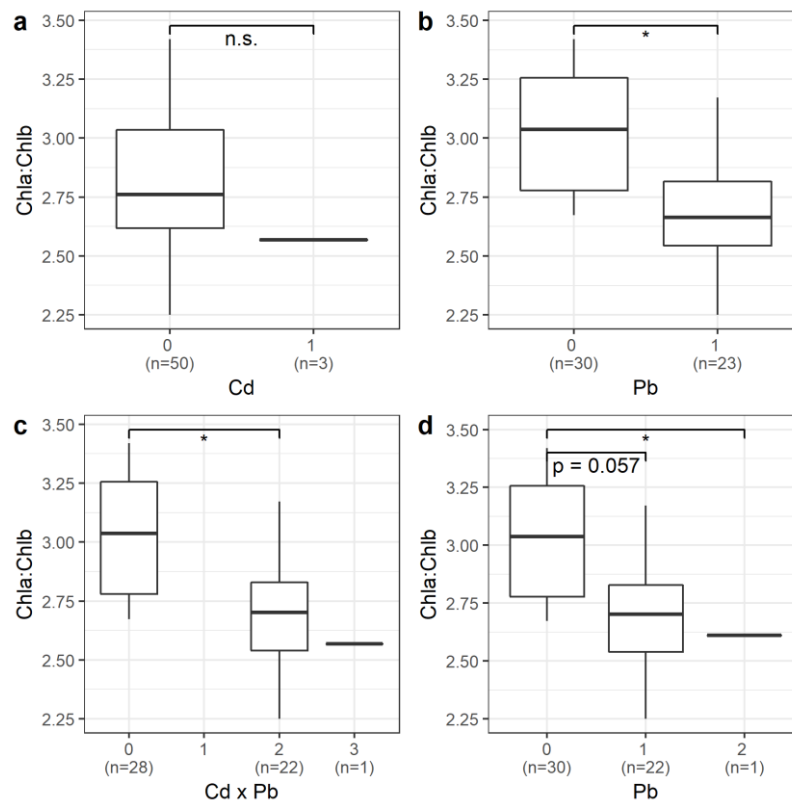 a
n.s.
3.50
3.25
3.00
2.75
2.50
2.25
Chla:Chlb
0 1
(n=50) (n=3)
Cd
b
*
3.50
3.25
3.00
2.75
2.50
2.25
Chla:Chlb
0 1
(n=30) (n=23)
Pb
c
*
3.50
3.25
3.00
2.75
2.50
2.25
Chla:Chlb
0 1 2 3
(n=28) (n=22) (n=1)
Cd x Pb
d
*
p = 0.057
3.50
3.25
3.00
2.75
2.50
2.25
Chla:Chlb
0 1 2
(n=30) (n=22) (n=1)
Pb